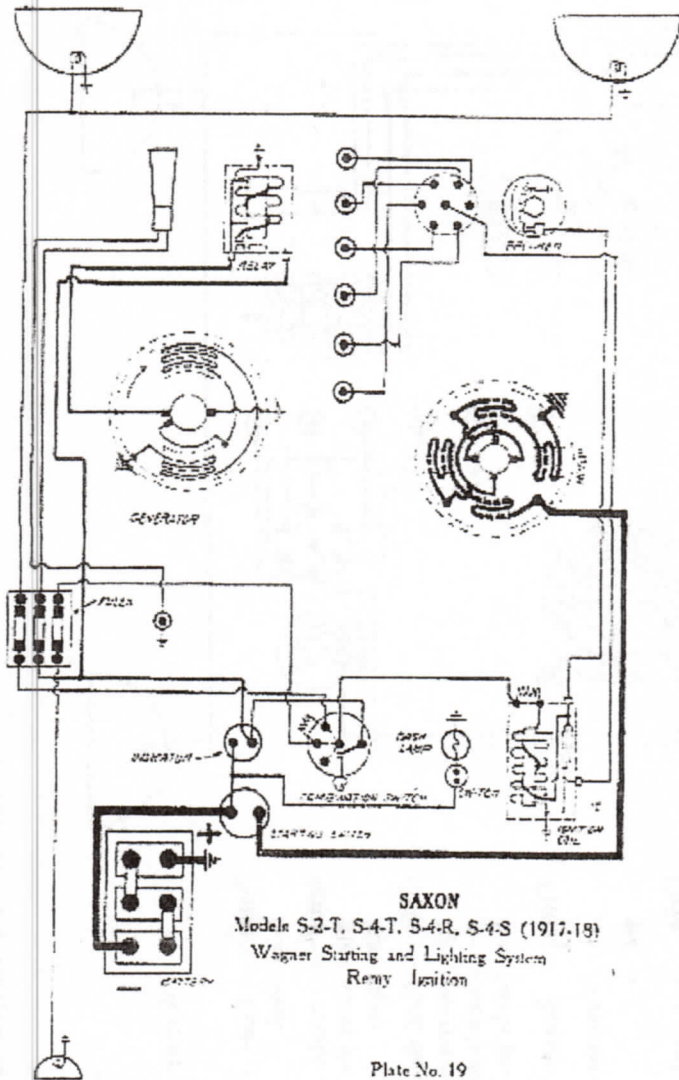 RELAY
GENERATOR
FUSES
INDICATOR
COMBINATION SWITCH
DASH
LAMP
SWITCH
STARTING SWITCH
IGNITION
COIL
+
BATTERY
—
SAXON
Models S-2-T, S-4-T, S-4-R, S-4-S (1917-18)
Wagner Starting and Lighting System
Remy Ignition
Plate No. 19